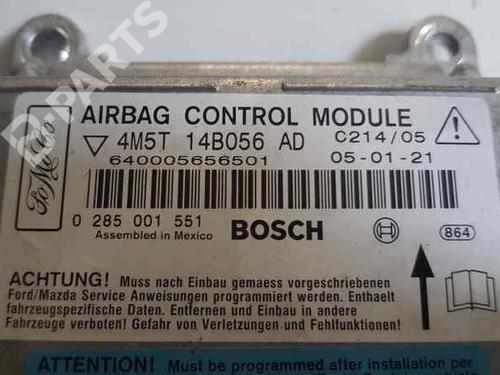 B-PARTS
AIRBAG CONTROL MODULE
4M5T 14B056 AD C214/05
640005656501 05-01-21
FoMoCo
0 285 001 551 BOSCH 864
Assembled in Mexico
ACHTUNG! Muss nach Einbau gemaess vorgeschriebenen
Ford/Mazda Service Anweisungen programmiert werden. Enthaelt
fahrzeugspezifische Daten. Entfernen und Einbau in andere
Fahrzeuge verboten! Gefahr von Verletzungen und Fehlfunktionen!
ATTENTION! Must be programmed after installation per